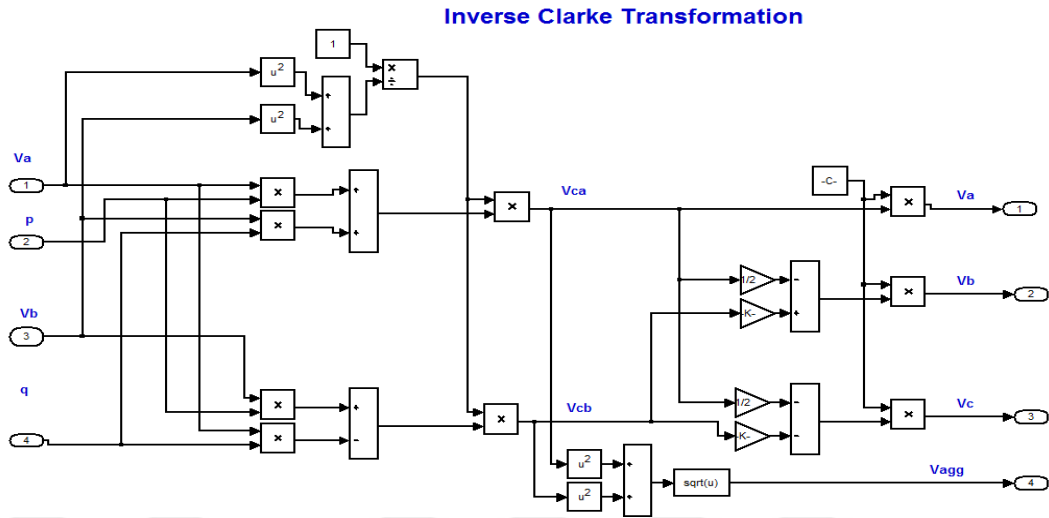 Inverse Clarke Transformation
1
×
÷
u²
+
+
u²
Va
1
×
+
×
+
p
2
×
Vca
-C-
×
Va
1
1/2
-
-K-
+
×
Vb
2
Vb
3
q
×
+
×
-
4
×
Vcb
1/2
-
-K-
-
×
Vc
3
u²
+
u²
+
sqrt(u)
Vagg
4